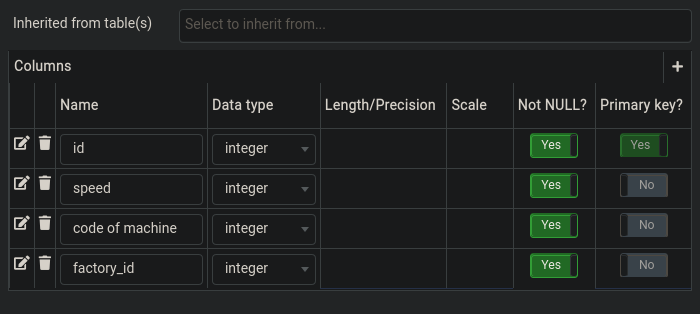 Inherited from table(s) Select to inherit from...
Columns +
Name Data type Length/Precision Scale Not NULL? Primary key?
id integer Yes Yes
speed integer Yes No
code of machine integer Yes No
factory_id integer Yes No